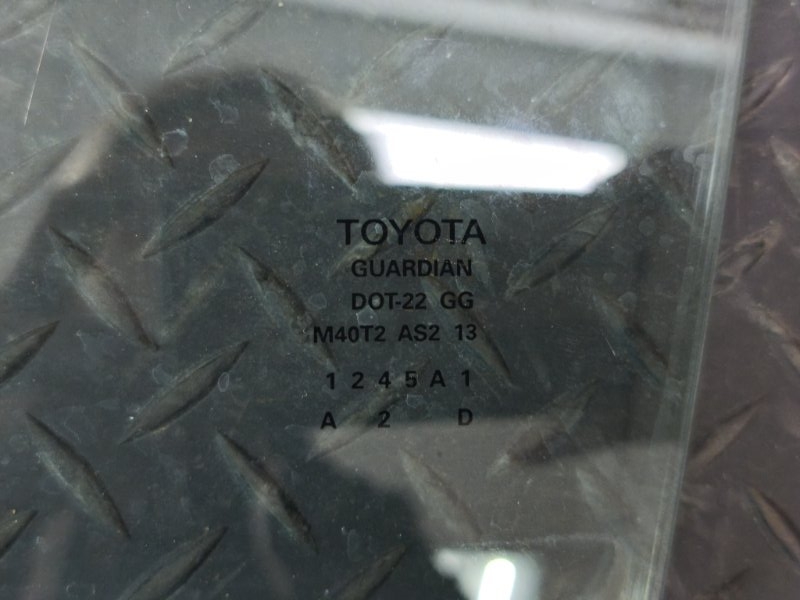 TOYOTA
GUARDIAN
DOT-22 GG
M40T2 AS2 13
1 2 4 5 A 1
A 2 D